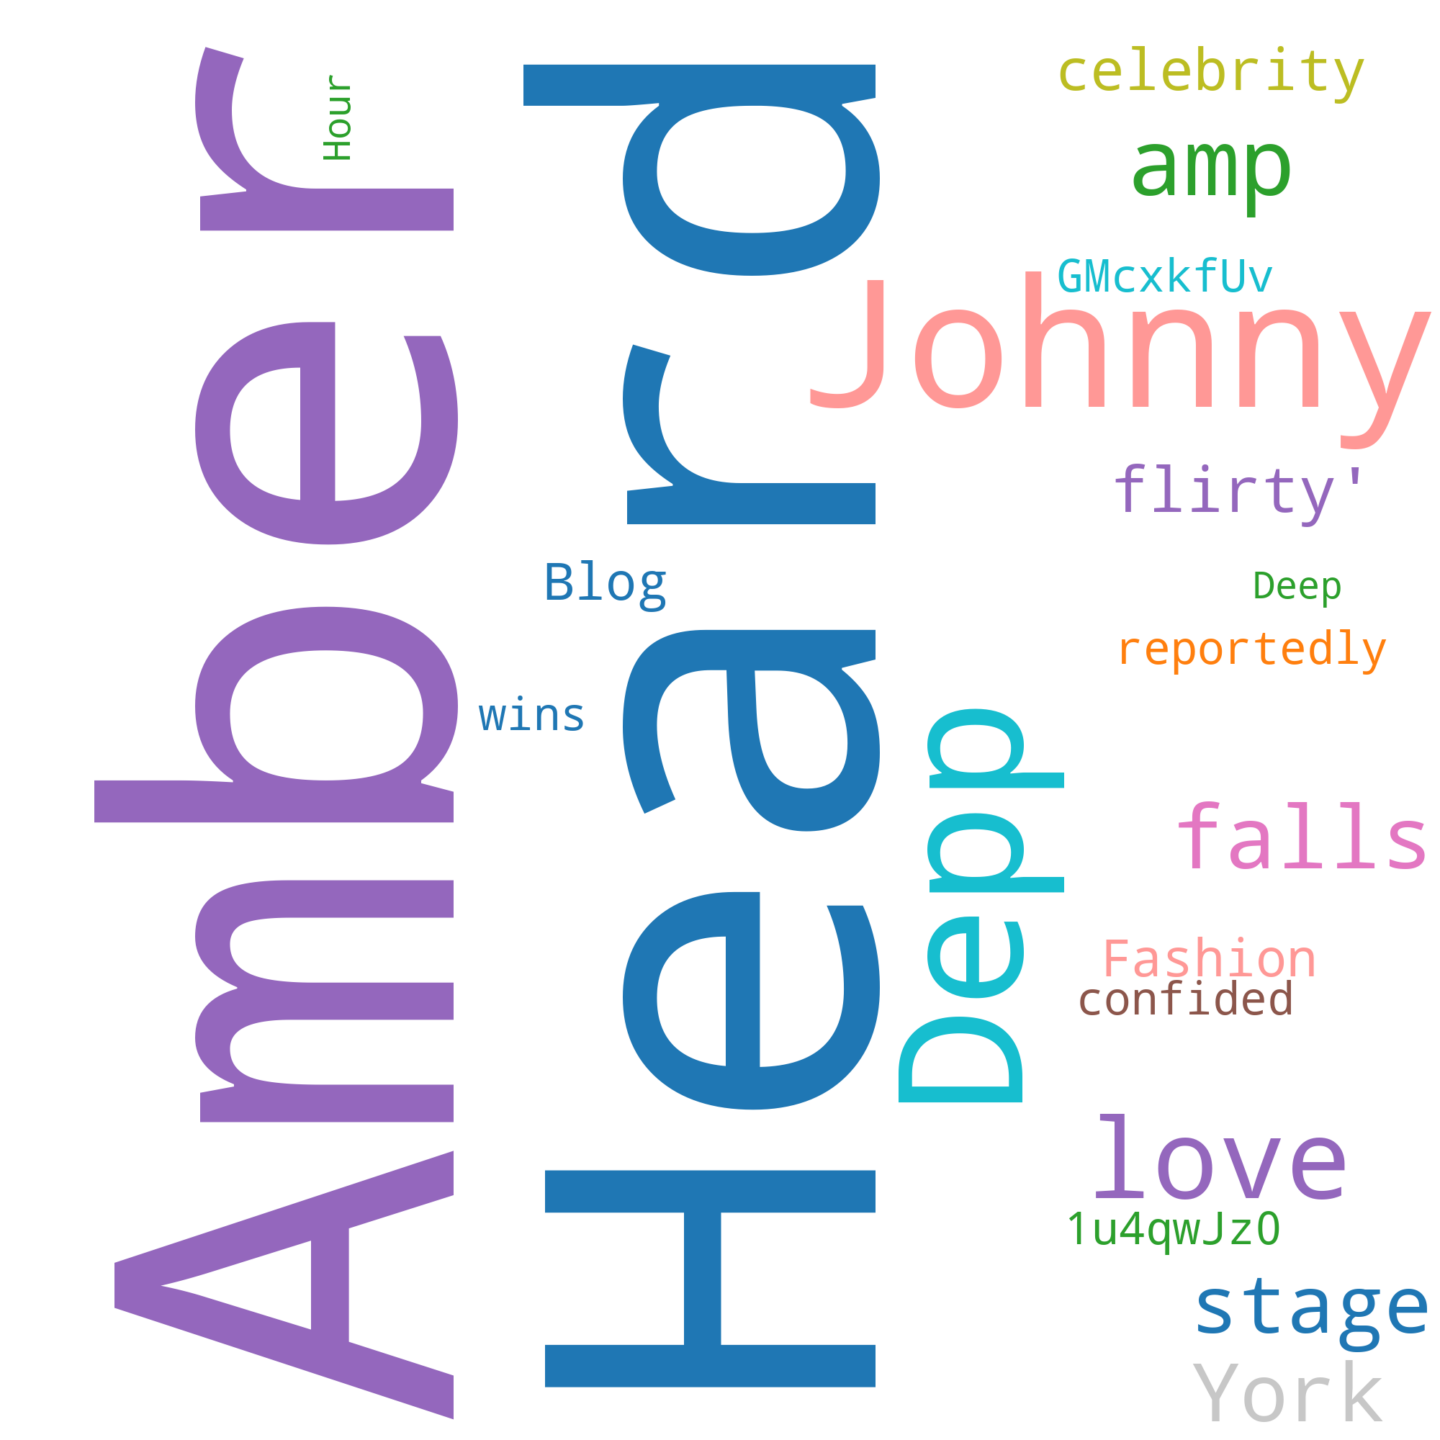 Amber
Hour
Heard
celebrity
amp
GMcxkfUv
Johnny
flirty'
Blog
Deep
reportedly
wins
Depp
falls
Fashion
confided
love
1u4qwJz0
stage
York